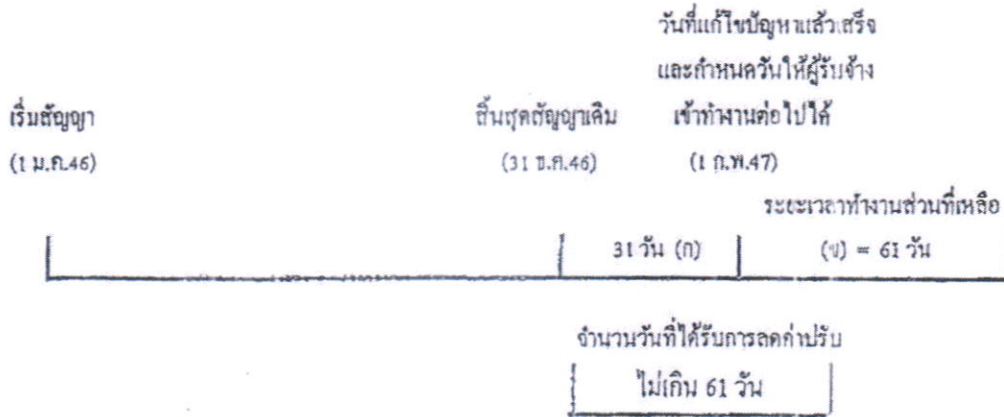 วันที่แก้ไขปัญหาแล้วเสร็จ
และกำหนดวันให้ผู้รับจ้าง
เริ่มสัญญา สิ้นสุดสัญญาเดิม เข้าทำงานต่อไปได้
(1 ม.ค.46) (31 ธ.ค.46) (1 ก.พ.47)
ระยะเวลาทำงานส่วนที่เหลือ
31 วัน (ก) (ข) = 61 วัน
จำนวนวันที่ได้รับการลดค่าปรับ
ไม่เกิน 61 วัน